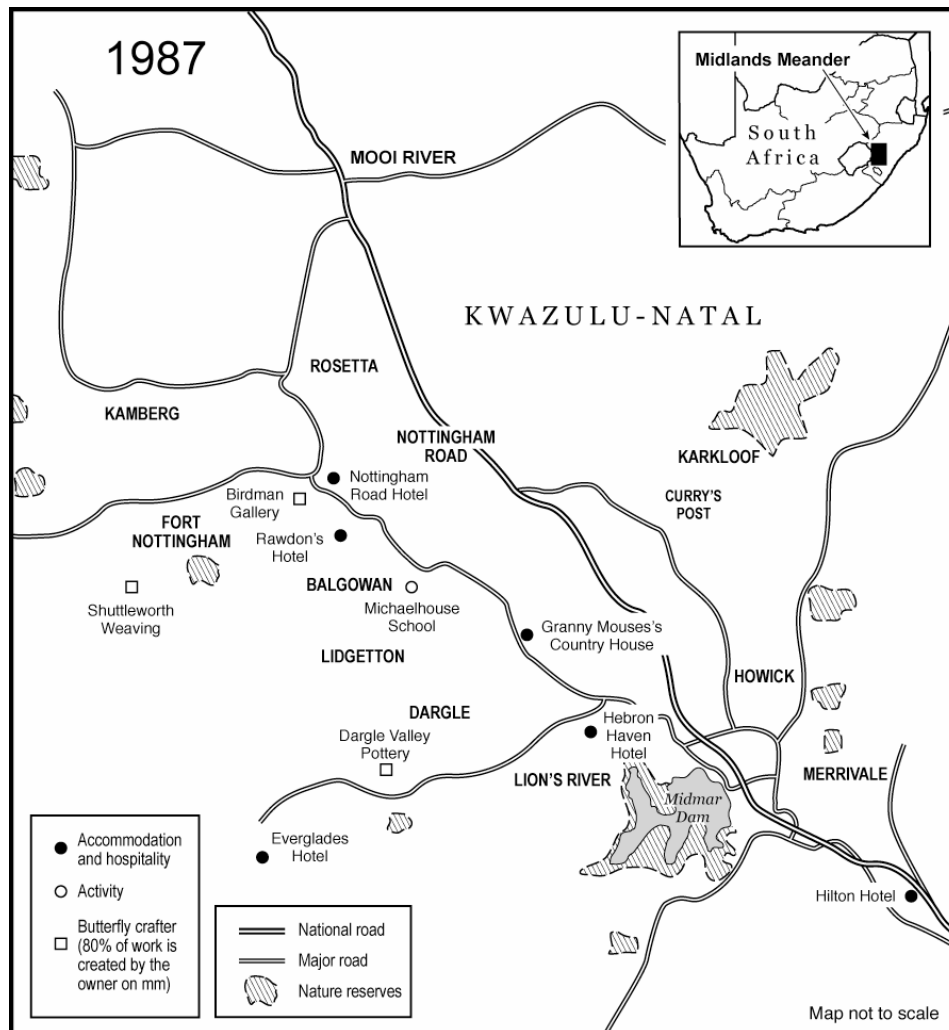 1987
Midlands Meander
South
Africa
MOOI RIVER
KWAZULU-NATAL
ROSETTA
KAMBERG
NOTTINGHAM
ROAD
KARKLOOF
Nottingham
Road Hotel
Birdman
Gallery
CURRY'S
POST
FORT
NOTTINGHAM
Rawdon's
Hotel
BALGOWAN
Shuttleworth
Weaving
Michaelhouse
School
Granny Mouses's
Country House
LIDGETTON
HOWICK
DARGLE
Dargle Valley
Pottery
Hebron
Haven
Hotel
LION'S RIVER
MERRIVALE
Midmar
Dam
Everglades
Hotel
Hilton Hotel
Accommodation
and hospitality
Activity
Butterfly crafter
(80% of work is
created by the
owner on mm)
National road
Major road
Nature reserves
Map not to scale